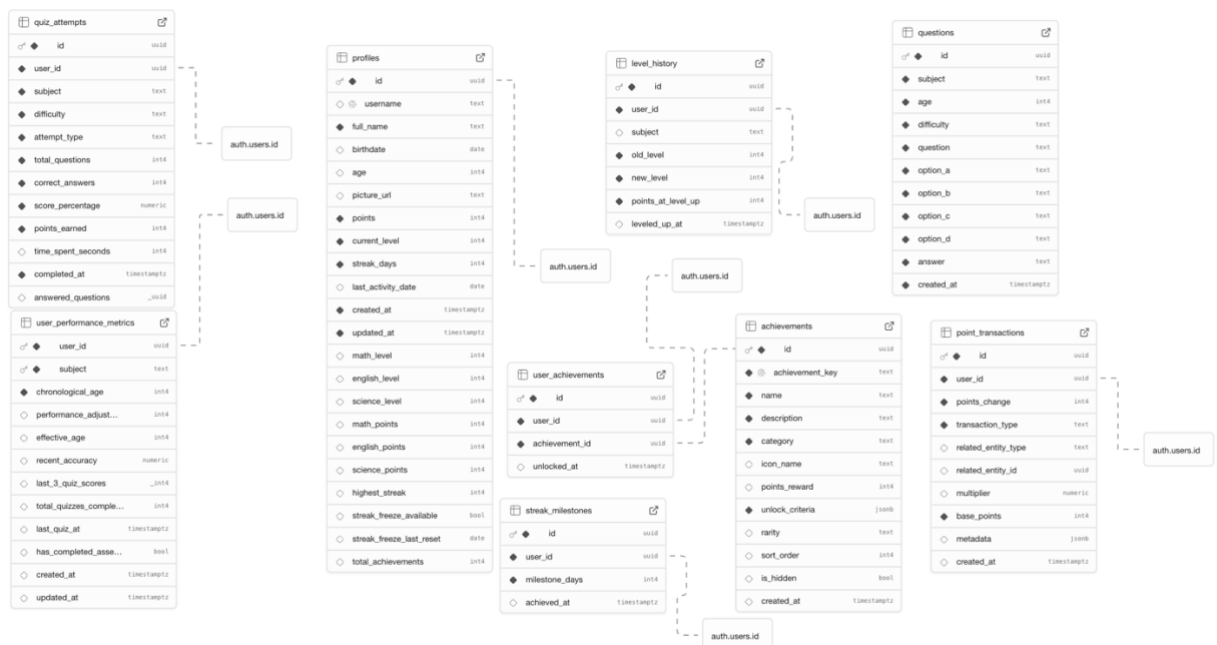 quiz_attempts
id uuid
user_id uuid
subject text
difficulty text
attempt_type text
total_questions int4
correct_answers int4
score_percentage numeric
points_earned int4
time_spent_seconds int4
completed_at timestamptz
answered_questions _uuid
auth.users.id
user_performance_metrics
user_id uuid
subject text
chronological_age int4
performance_adjust... int4
effective_age int4
recent_accuracy numeric
last_3_quiz_scores _int4
total_quizzes_comple... int4
last_quiz_at timestamptz
has_completed_asse... bool
created_at timestamptz
updated_at timestamptz
auth.users.id
profiles
id uuid
username text
full_name text
birthdate date
age int4
picture_url text
points int4
current_level int4
streak_days int4
last_activity_date date
created_at timestamptz
updated_at timestamptz
math_level int4
english_level int4
science_level int4
math_points int4
english_points int4
science_points int4
highest_streak int4
streak_freeze_available bool
streak_freeze_last_reset date
total_achievements int4
auth.users.id
level_history
id uuid
user_id uuid
subject text
old_level int4
new_level int4
points_at_level_up int4
leveled_up_at timestamptz
auth.users.id
auth.users.id
user_achievements
id uuid
user_id uuid
achievement_id uuid
unlocked_at timestamptz
streak_milestones
id uuid
user_id uuid
milestone_days int4
achieved_at timestamptz
auth.users.id
achievements
id uuid
achievement_key text
name text
description text
category text
icon_name text
points_reward int4
unlock_criteria jsonb
rarity text
sort_order int4
is_hidden bool
created_at timestamptz
questions
id uuid
subject text
age int4
difficulty text
question text
option_a text
option_b text
option_c text
option_d text
answer text
created_at timestamptz
point_transactions
id uuid
user_id uuid
points_change int4
transaction_type text
related_entity_type text
related_entity_id uuid
multiplier numeric
base_points int4
metadata jsonb
created_at timestamptz
auth.users.id